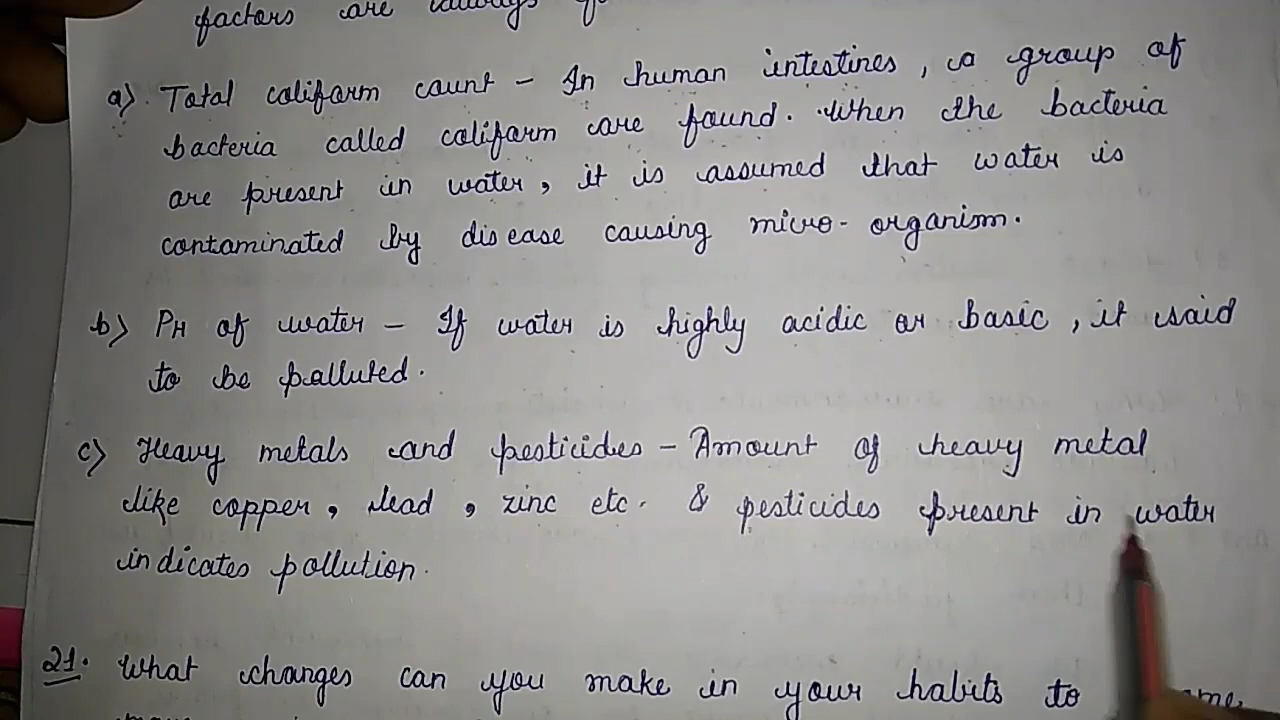 factors are always
a) Total coliform count - In human intestines, a group of
bacteria called coliform are found. When the bacteria
are present in water, it is assumed that water is
contaminated by disease causing micro-organism.
b) PH of water - If water is highly acidic or basic, it said
to be polluted.
c) Heavy metals and pesticides - Amount of heavy metal
like copper, lead, zinc etc. & pesticides present in water
indicates pollution.
21. What changes can you make in your habits to